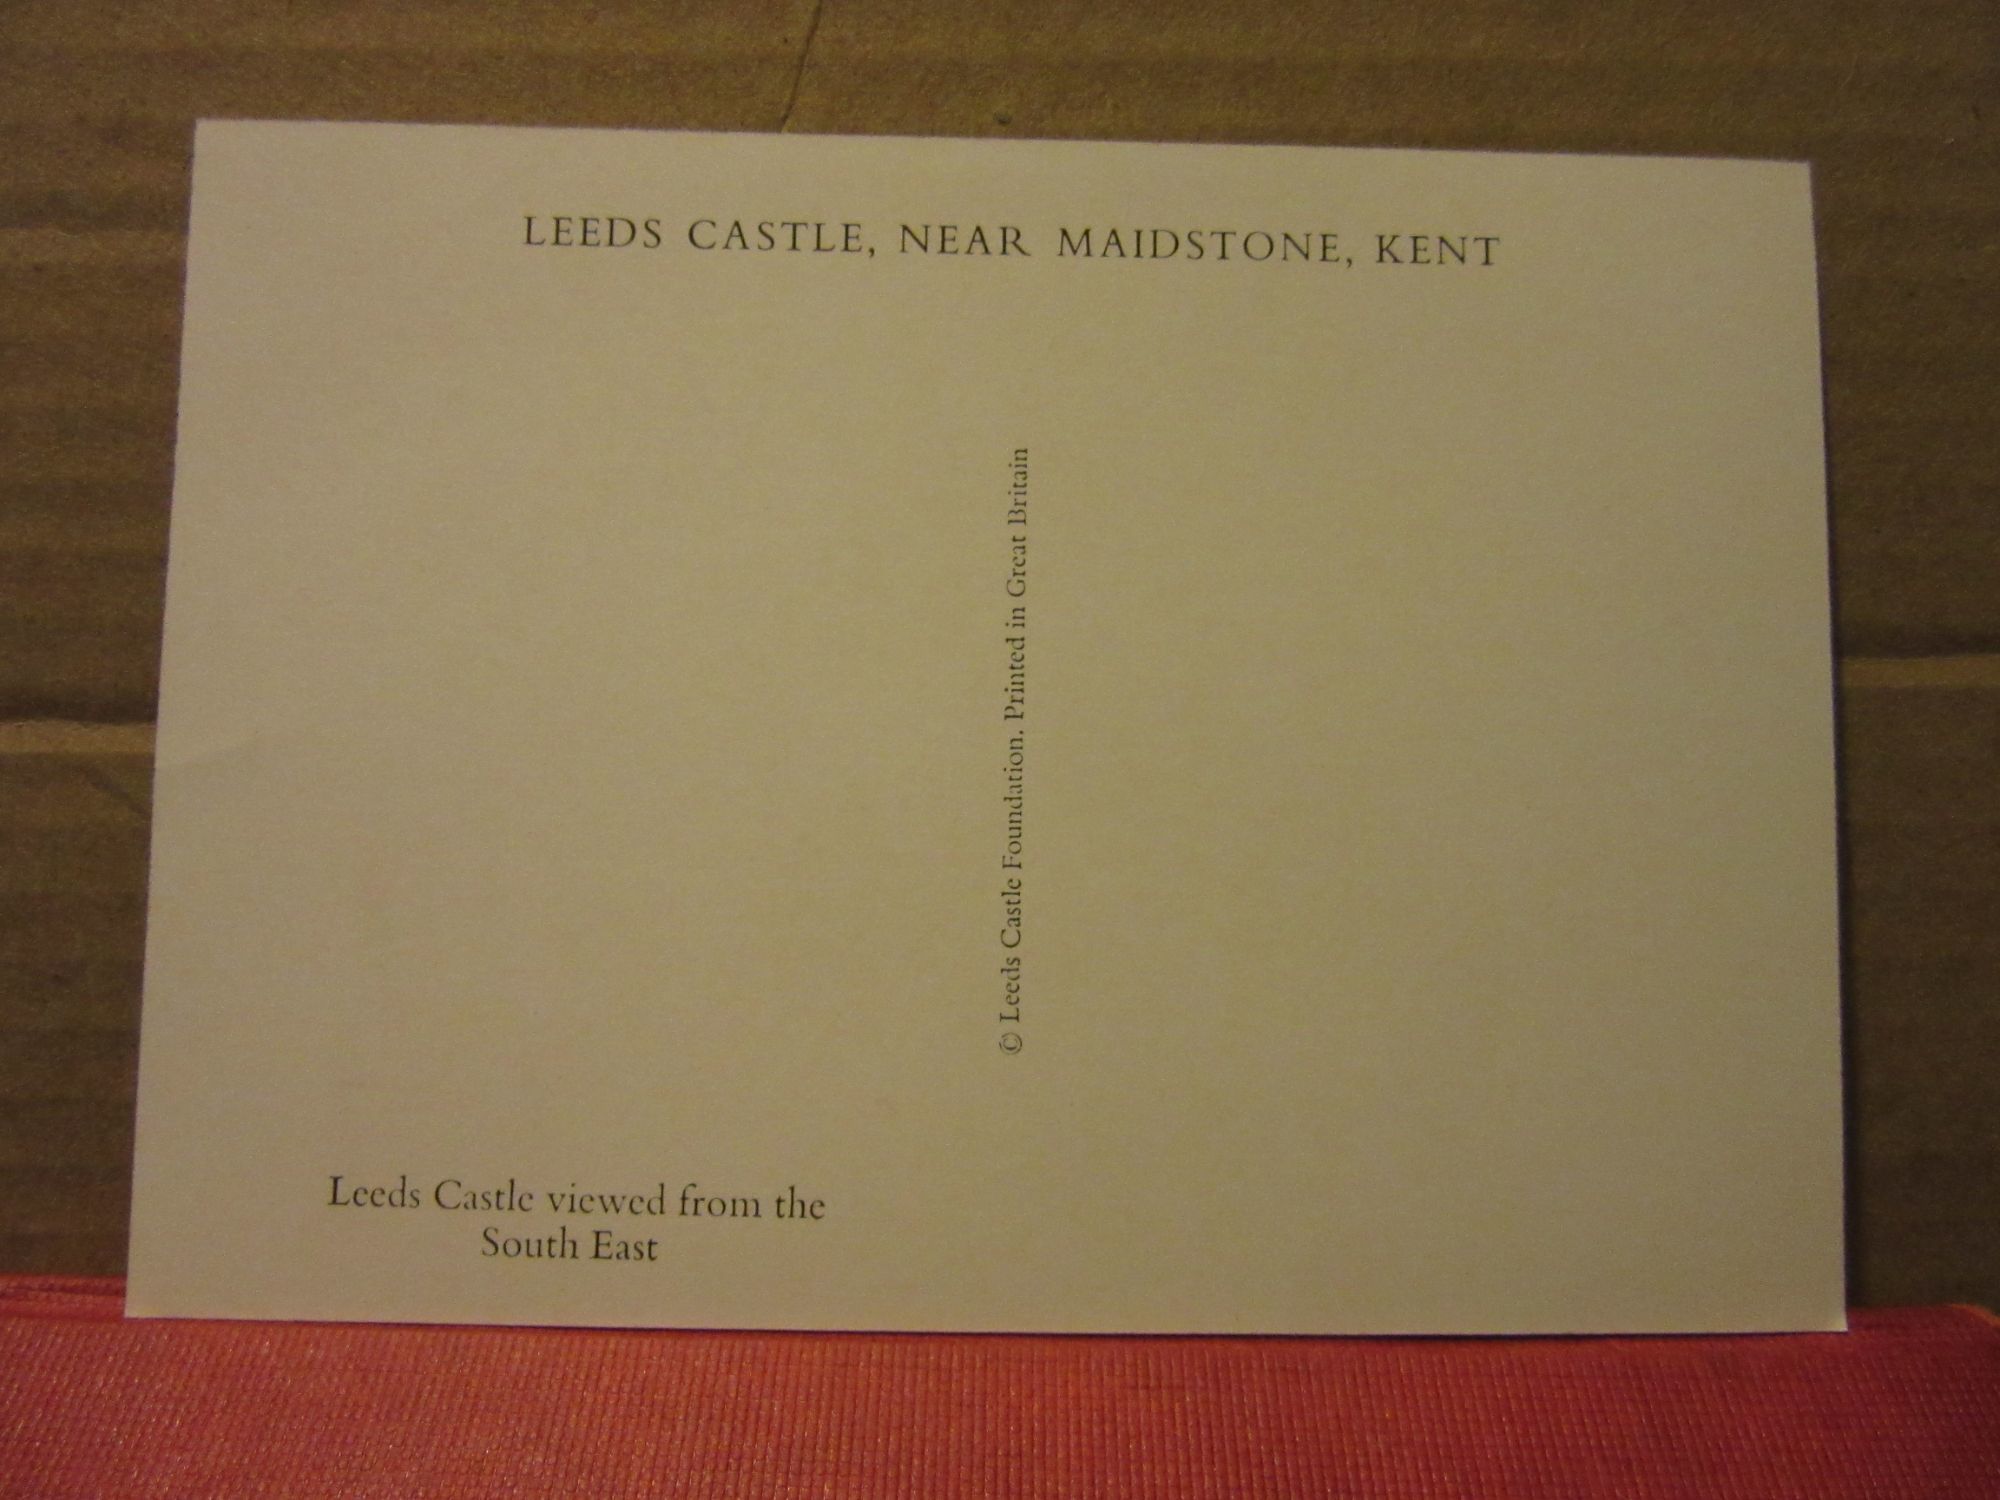 LEEDS CASTLE, NEAR MAIDSTONE, KENT
© Leeds Castle Foundation. Printed in Great Britain
Leeds Castle viewed from the
South East